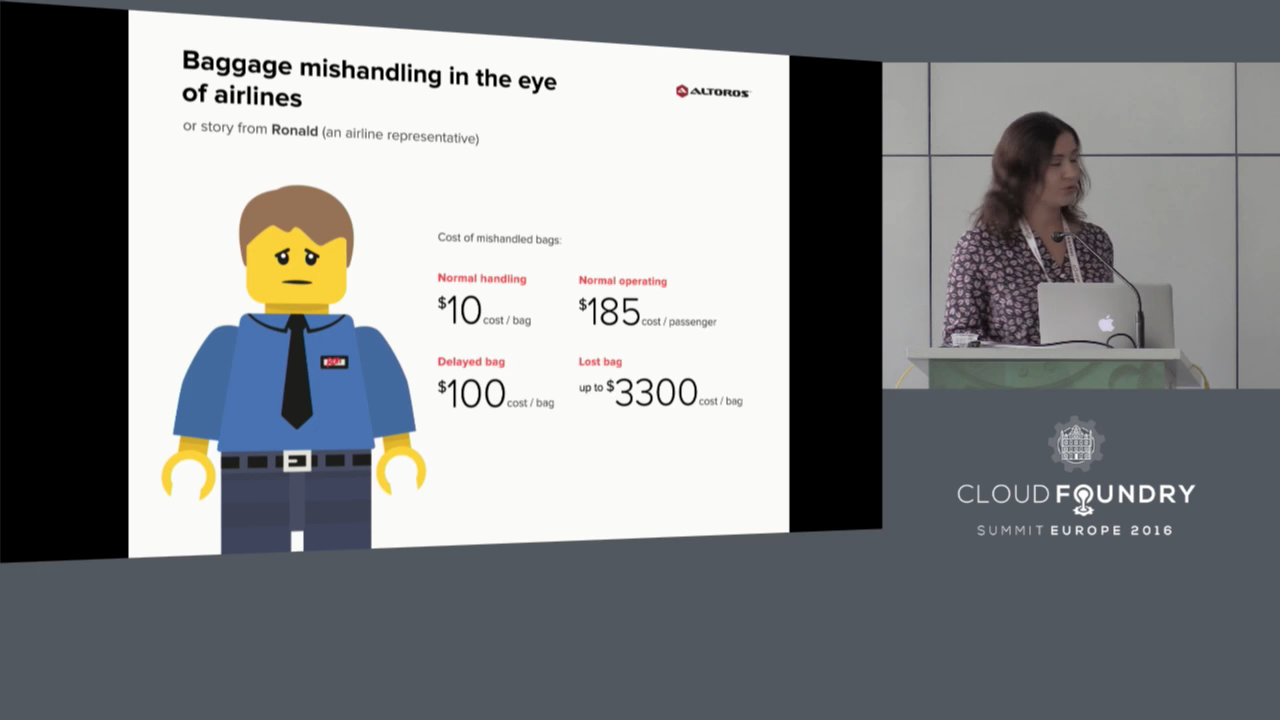 Baggage mishandling in the eye
of airlines
ALTOROS
or story from Ronald (an airline representative)
Cost of mishandled bags:
Normal handling
$10 cost / bag
Normal operating
$185 cost / passenger
Delayed bag
$100 cost / bag
Lost bag
up to $3300 cost / bag
CLOUD FOUNDRY
SUMMIT EUROPE 2016